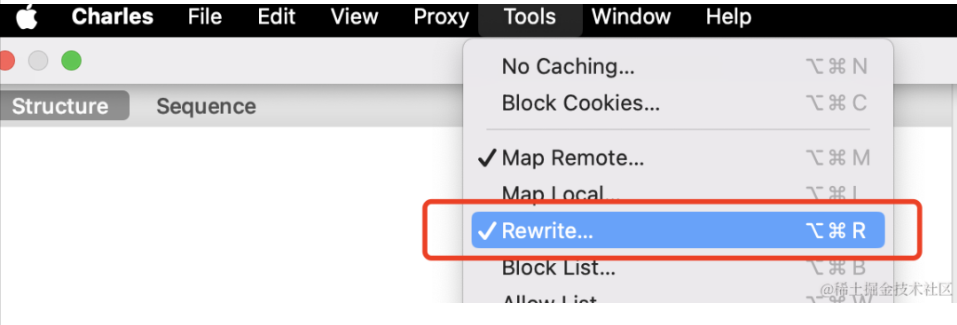 Charles File Edit View Proxy Tools Window Help
No Caching... ⌥⌘N
Structure Sequence
Block Cookies... ⌥⌘C
✓ Map Remote... ⌥⌘M
Map Local... ⌥⌘L
✓ Rewrite... ⌥⌘R
Block List... ⌥⌘B
@稀土掘金技术社区
Allow List... ⌥⌘W